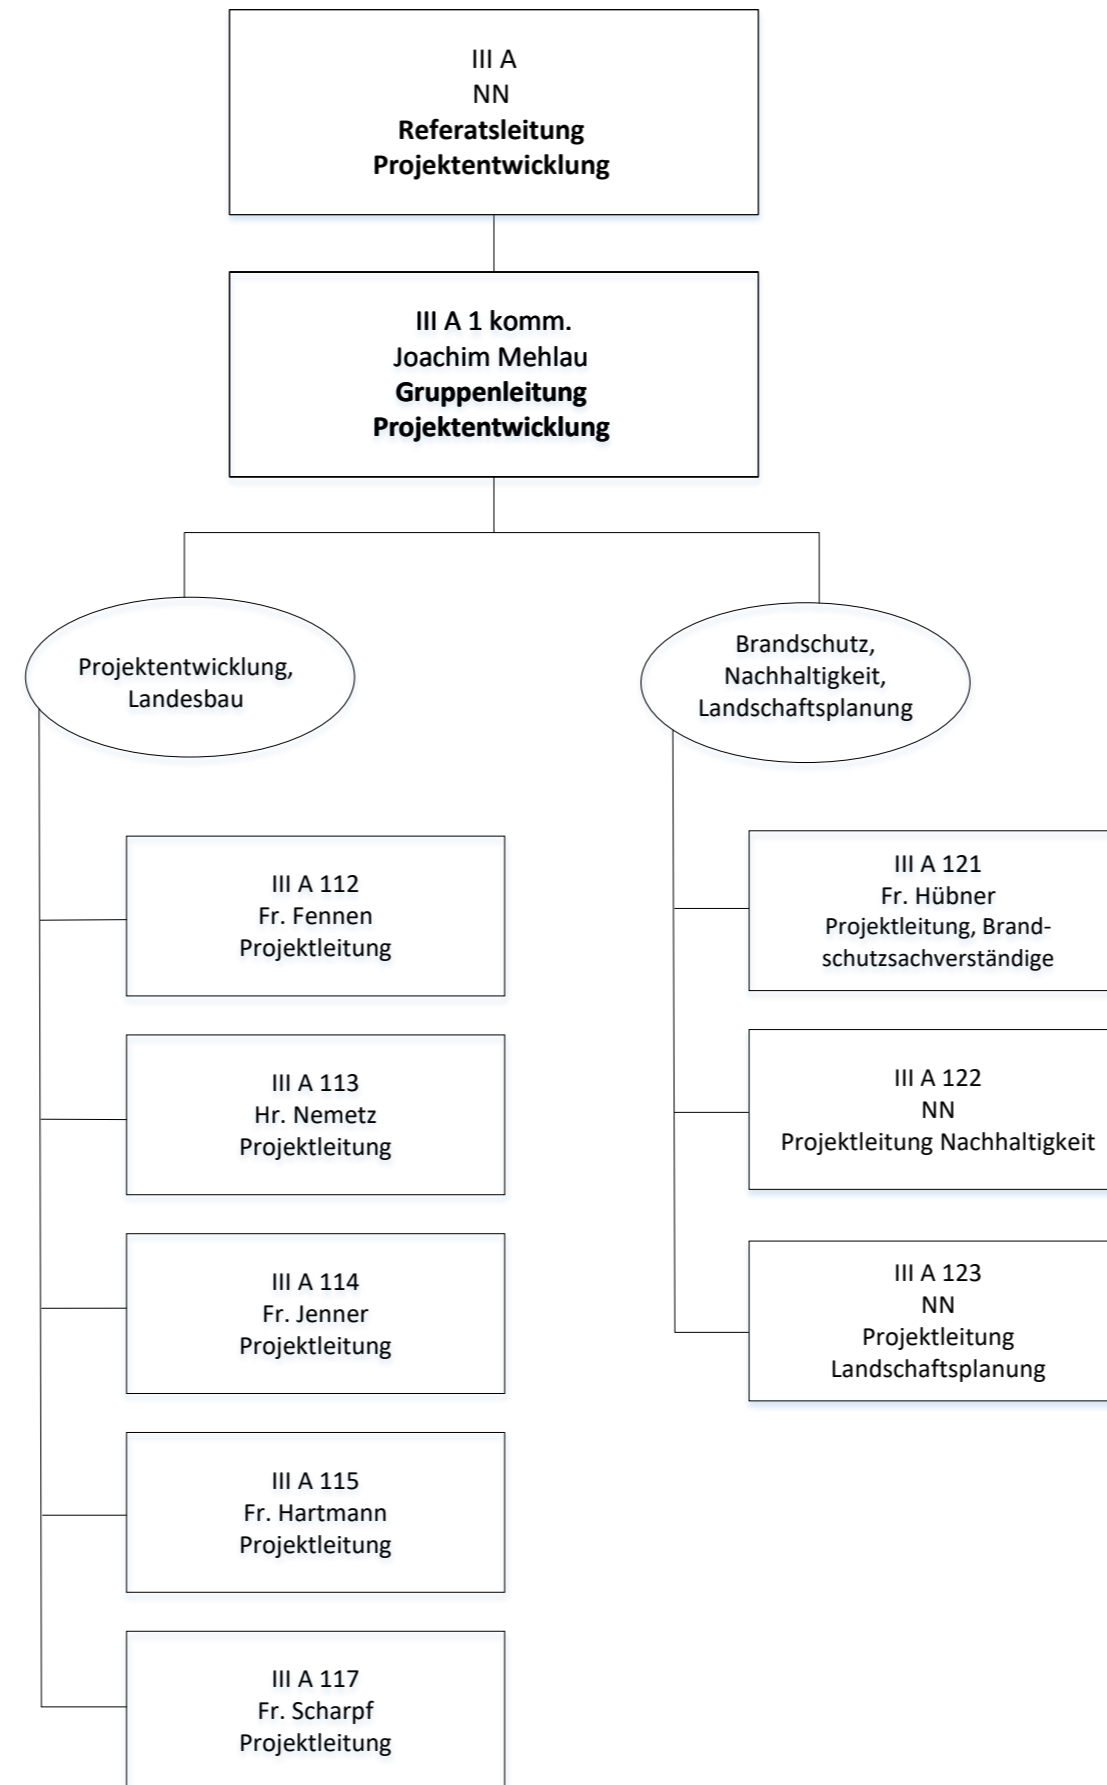 III A
NN
Referatsleitung
Projektentwicklung
III A 1 komm.
Joachim Mehlau
Gruppenleitung
Projektentwicklung
Projektentwicklung,
Landesbau
Brandschutz,
Nachhaltigkeit,
Landschaftsplanung
III A 112
Fr. Fennen
Projektleitung
III A 113
Hr. Nemetz
Projektleitung
III A 114
Fr. Jenner
Projektleitung
III A 115
Fr. Hartmann
Projektleitung
III A 117
Fr. Scharpf
Projektleitung
III A 121
Fr. Hübner
Projektleitung, Brand-
schutzsachverständige
III A 122
NN
Projektleitung Nachhaltigkeit
III A 123
NN
Projektleitung
Landschaftsplanung